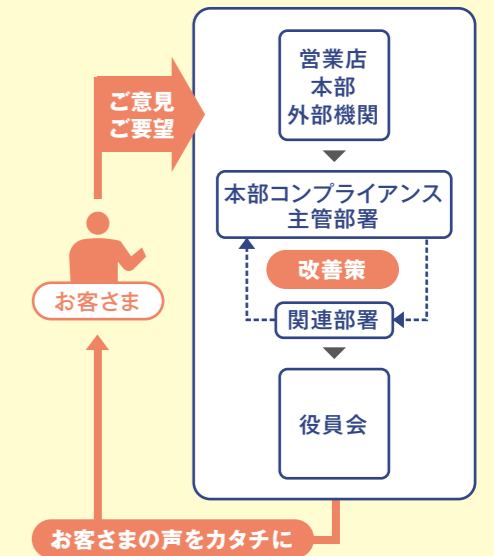 ご意見
ご要望
営業店
本部
外部機関
本部コンプライアンス
主管部署
改善策
お客さま
関連部署
役員会
お客さまの声をカタチに